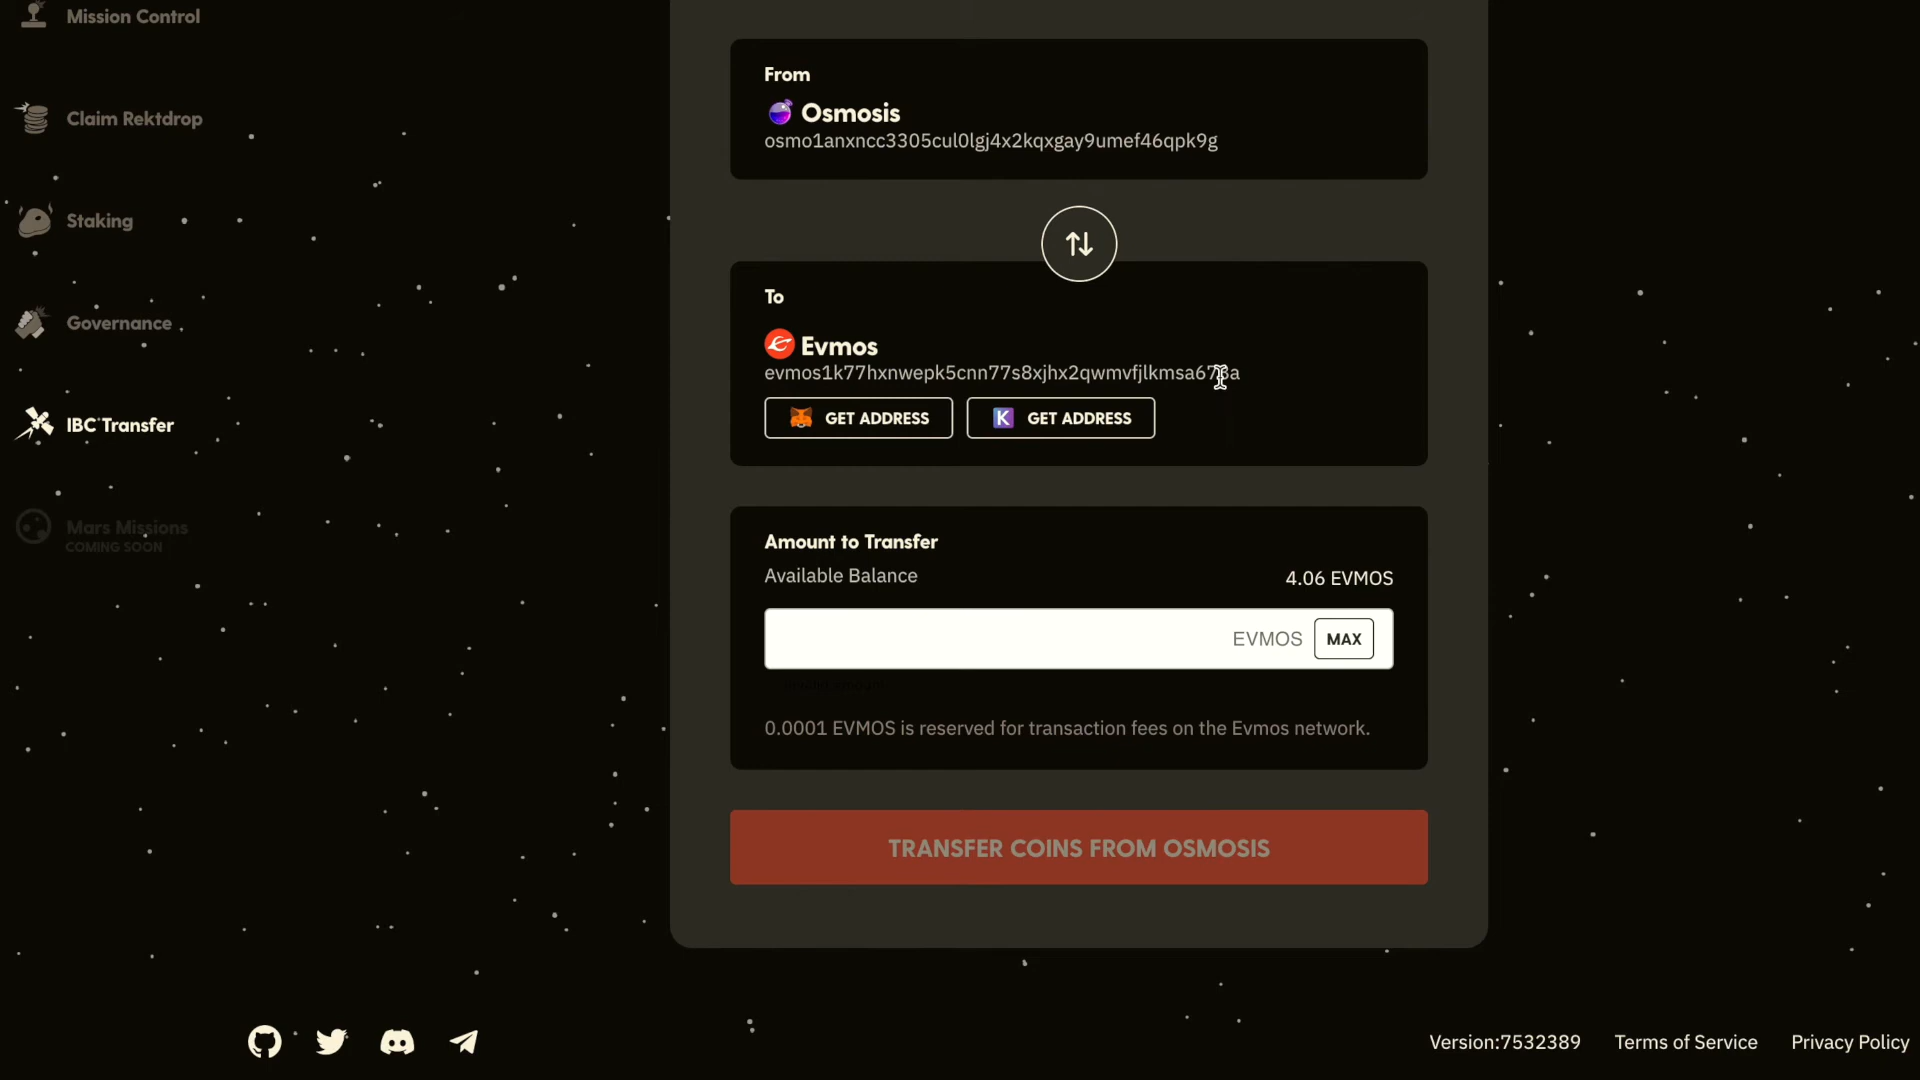 Mission Control
Claim Rektdrop
Staking
Governance
IBC Transfer
Mars Missions
COMING SOON
From
Osmosis
osmo1anxncc3305cul0lgj4x2kqxgay9umef46qpk9g
To
Evmos
GET ADDRESS
K GET ADDRESS
Amount to Transfer
Available Balance
4.06 EVMOS
EVMOS
MAX
0.0001 EVMOS is reserved for transaction fees on the Evmos network.
TRANSFER COINS FROM OSMOSIS
Version:7532389
Terms of Service
Privacy Policy